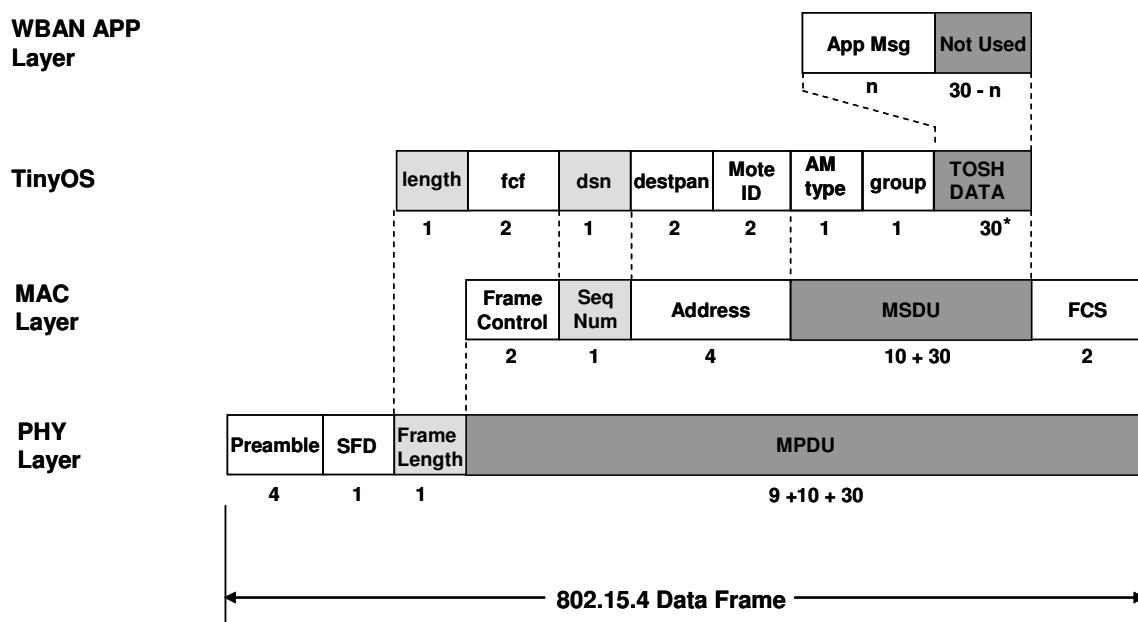 WBAN APP
Layer
App Msg
Not Used
n
30 - n
TinyOS
length
fcf
dsn
destpan
Mote
ID
AM
type
group
TOSH
DATA
1
2
1
2
2
1
1
30*
MAC
Layer
Frame
Control
Seq
Num
Address
MSDU
FCS
2
1
4
10 + 30
2
PHY
Layer
Preamble
SFD
Frame
Length
MPDU
4
1
1
9 +10 + 30
802.15.4 Data Frame